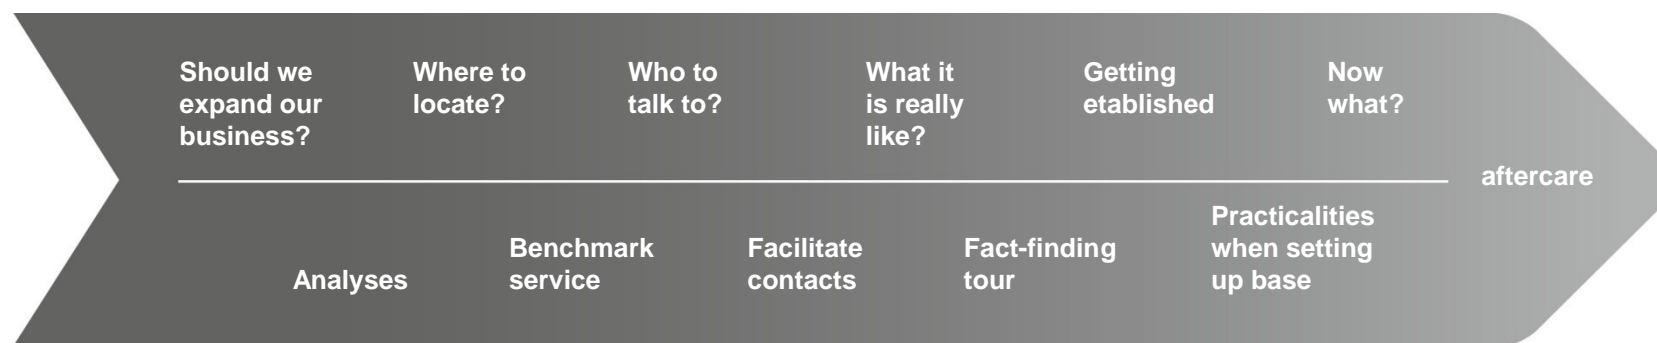 Should we
expand our
business?
Where to
locate?
Who to
talk to?
What it
is really
like?
Getting
etablished
Now
what?
aftercare
Analyses
Benchmark
service
Facilitate
contacts
Fact-finding
tour
Practicalities
when setting
up base